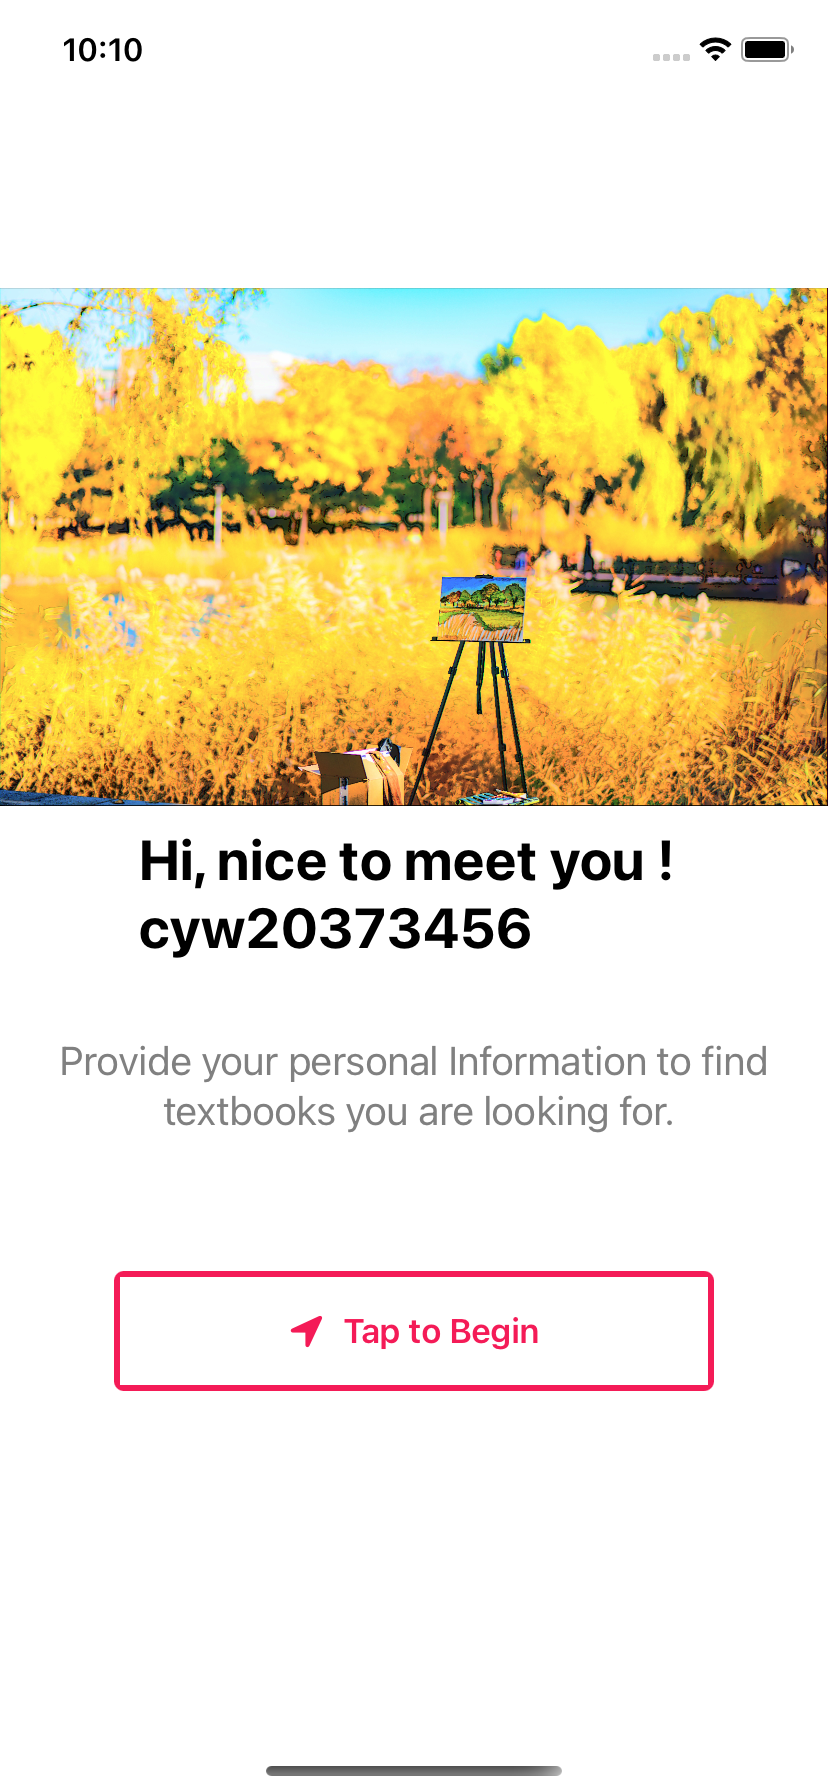 10:10
Hi, nice to meet you !
cyw20373456
Provide your personal Information to find
textbooks you are looking for.
Tap to Begin